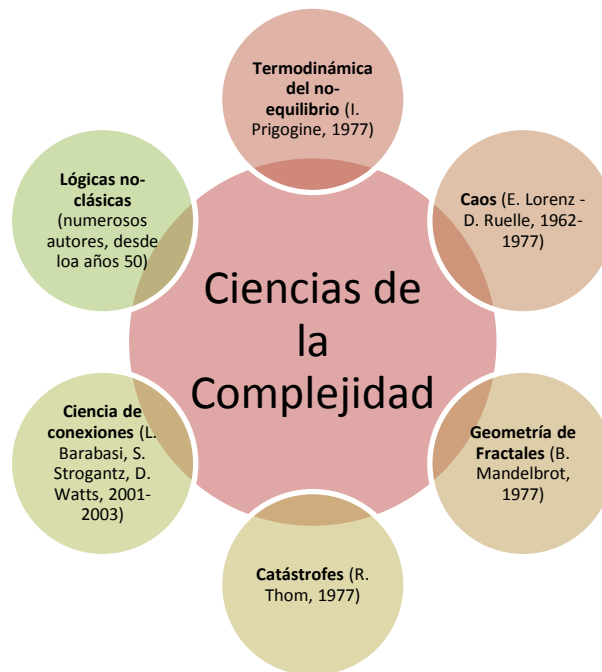 Termodinámica
del no-
equilibrio (I.
Prigogine, 1977)
Caos (E. Lorenz -
D. Ruelle, 1962-
1977)
Geometría de
Fractales (B.
Mandelbrot,
1977)
Catástrofes (R.
Thom, 1977)
Ciencia de
conexiones (L.
Barabasi, S.
Strogantz, D.
Watts, 2001-
2003)
Lógicas no-
clásicas
(numerosos
autores, desde
loa años 50)
Ciencias de
la
Complejidad